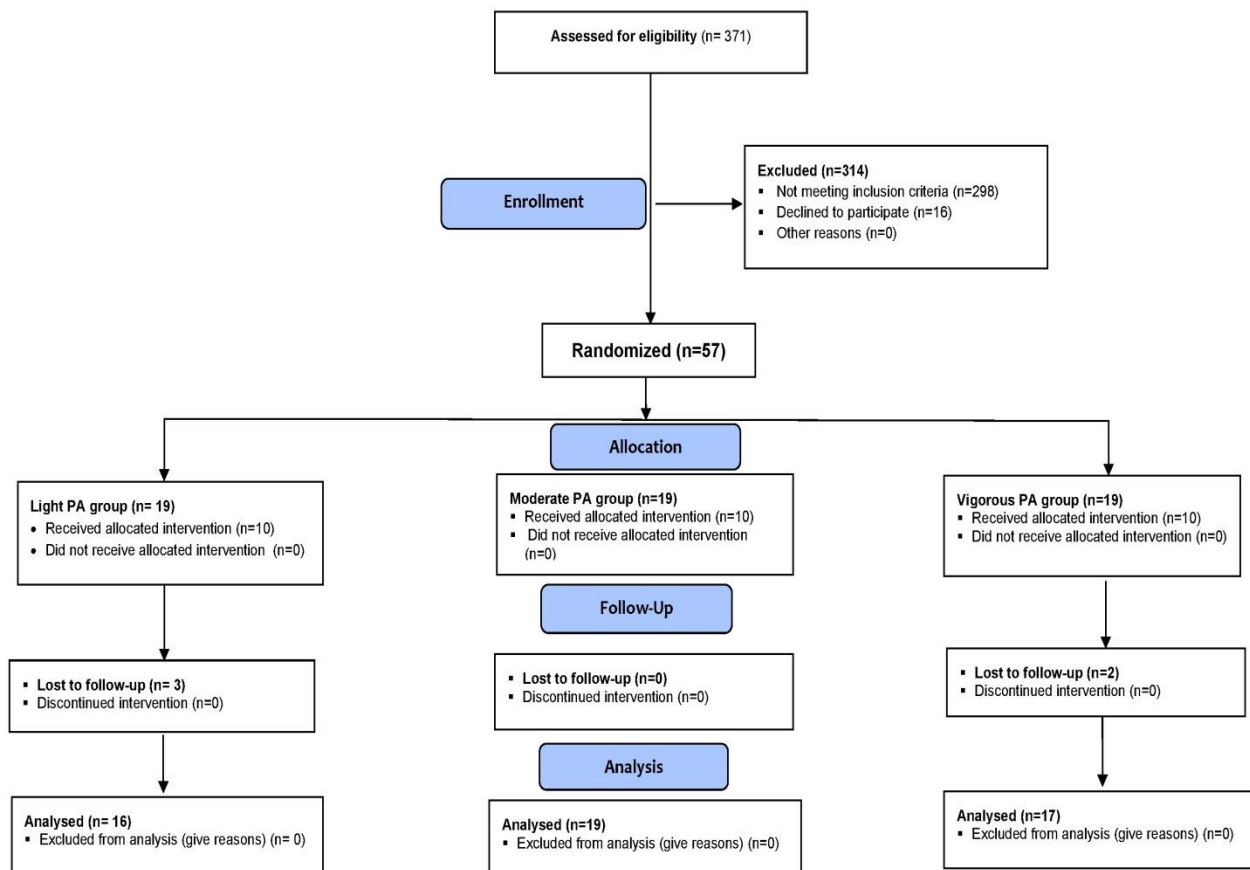 Assessed for eligibility (n= 371)
Enrollment
Excluded (n=314)
▪ Not meeting inclusion criteria (n=298)
▪ Declined to participate (n=16)
▪ Other reasons (n=0)
Randomized (n=57)
Allocation
Light PA group (n= 19)
• Received allocated intervention (n=10)
• Did not receive allocated intervention (n=0)
Moderate PA group (n=19)
▪ Received allocated intervention (n=10)
▪ Did not receive allocated intervention
(n=0)
Vigorous PA group (n=19)
▪ Received allocated intervention (n=10)
▪ Did not receive allocated intervention (n=0)
Follow-Up
▪ Lost to follow-up (n= 3)
▪ Discontinued intervention (n=0)
▪ Lost to follow-up (n=0)
▪ Discontinued intervention (n=0)
▪ Lost to follow-up (n=2)
▪ Discontinued intervention (n=0)
Analysis
Analysed (n= 16)
▪ Excluded from analysis (give reasons) (n= 0)
Analysed (n=19)
▪ Excluded from analysis (give reasons) (n=0)
Analysed (n=17)
▪ Excluded from analysis (give reasons) (n=0)